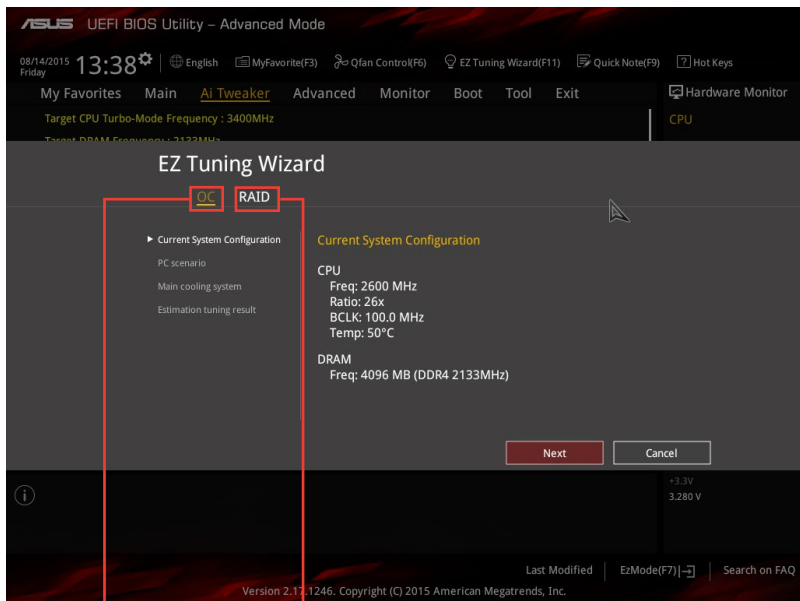 ASUS UEFI BIOS Utility – Advanced Mode
08/14/2015 Friday 13:38 English MyFavorite(F3) Qfan Control(F6) EZ Tuning Wizard(F11) Quick Note(F9) ? Hot Keys
My Favorites Main Ai Tweaker Advanced Monitor Boot Tool Exit Hardware Monitor
Target CPU Turbo-Mode Frequency : 3400MHz CPU
Target DRAM Frequency : 2133MHz
EZ Tuning Wizard
OC RAID
Current System Configuration
PC scenario
Main cooling system
Estimation tuning result
Current System Configuration
CPU
Freq: 2600 MHz
Ratio: 26x
BCLK: 100.0 MHz
Temp: 50°C
DRAM
Freq: 4096 MB (DDR4 2133MHz)
Next Cancel
+3.3V
3.280 V
Last Modified EzMode(F7) Search on FAQ
Version 2.17.1246. Copyright (C) 2015 American Megatrends, Inc.